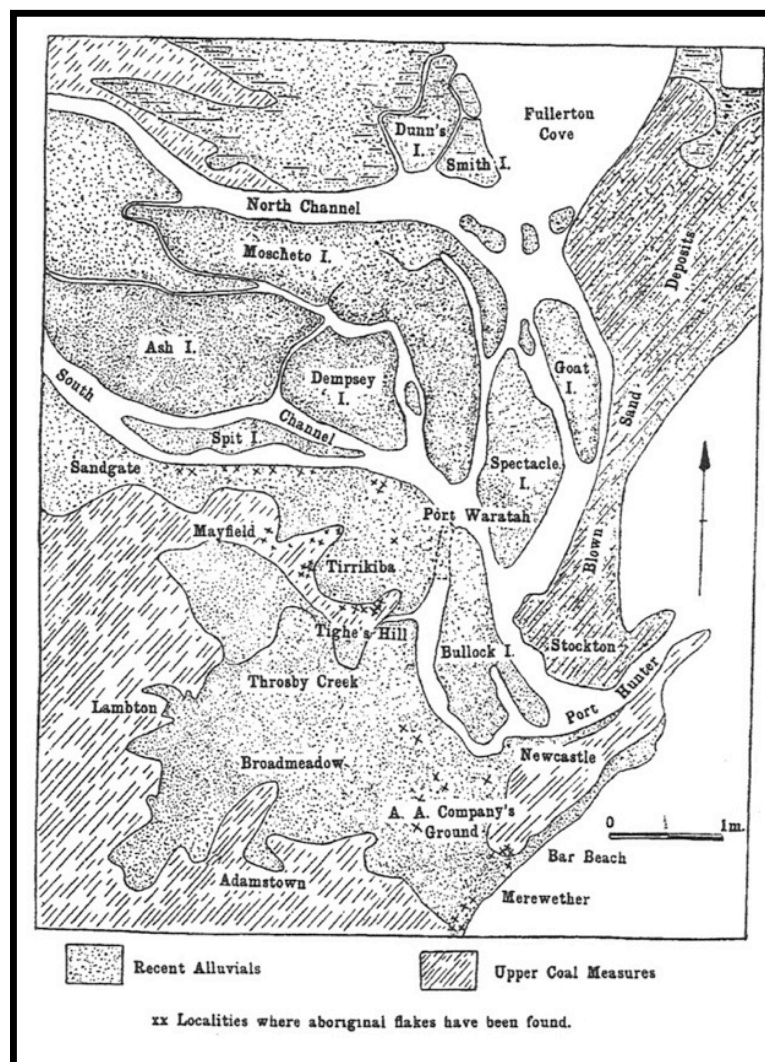 Fullerton
Cove
Dunn's
I.
Smith I.
North Channel
Moscheto I.
Deposits
Ash I.
Goat
I.
Dempsey
I.
South
Channel
Sand
Spit I
Sandgate
Spectacle
I.
Port Waratah
Mayfield
Blown
Tirrikiba
Tighe's Hill
Bullock I.
Stockton
Throsby Creek
Lambton
Port Hunter
Broadmeadow
Newcastle
A. A. Company's
Ground
0 1m.
Bar Beach
Adamstown
Merewether
Recent Alluvials
Upper Coal Measures
xx Localities where aboriginal flakes have been found.